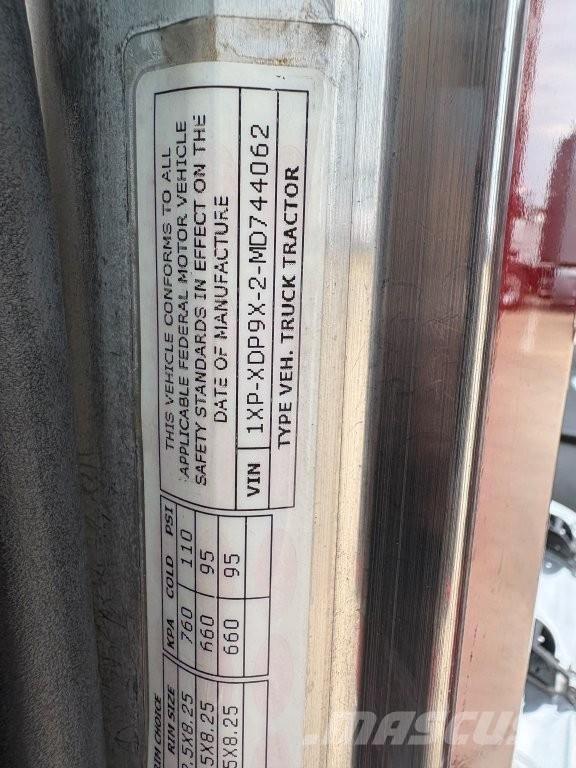 THIS VEHICLE CONFORMS TO ALL
APPLICABLE FEDERAL MOTOR VEHICLE
SAFETY STANDARDS IN EFFECT ON THE
DATE OF MANUFACTURE
VIN 1XP-XDP9X-2-MD744062
TYPE VEH. TRUCK TRACTOR
RIM SIZE KPA COLD PSI
5X8.25 760 110
5X8.25 660 95
5X8.25 660 95
MASCUS